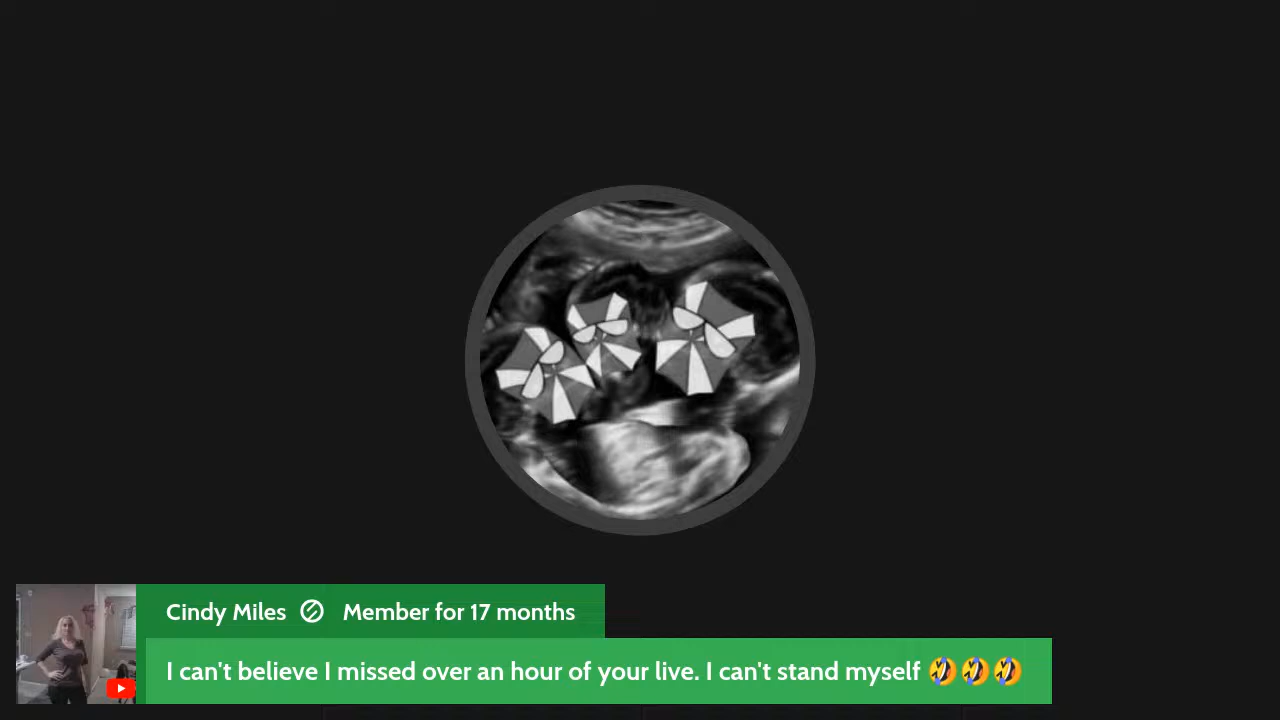 Cindy Miles Member for 17 months
I can't believe I missed over an hour of your live. I can't stand myself 🤣🤣🤣